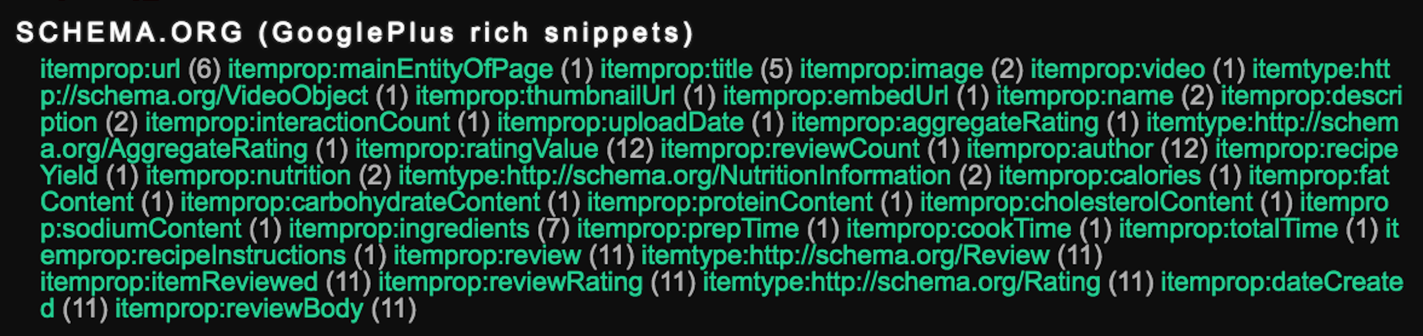 SCHEMA.ORG (GooglePlus rich snippets)
itemprop:url (6) itemprop:mainEntityOfPage (1) itemprop:title (5) itemprop:image (2) itemprop:video (1) itemtype:htt
p://schema.org/VideoObject (1) itemprop:thumbnailUrl (1) itemprop:embedUrl (1) itemprop:name (2) itemprop:descri
ption (2) itemprop:interactionCount (1) itemprop:uploadDate (1) itemprop:aggregateRating (1) itemtype:http://schem
a.org/AggregateRating (1) itemprop:ratingValue (12) itemprop:reviewCount (1) itemprop:author (12) itemprop:recipe
Yield (1) itemprop:nutrition (2) itemtype:http://schema.org/NutritionInformation (2) itemprop:calories (1) itemprop:fat
Content (1) itemprop:carbohydrateContent (1) itemprop:proteinContent (1) itemprop:cholesterolContent (1) itempro
p:sodiumContent (1) itemprop:ingredients (7) itemprop:prepTime (1) itemprop:cookTime (1) itemprop:totalTime (1) it
emprop:recipeInstructions (1) itemprop:review (11) itemtype:http://schema.org/Review (11)
itemprop:itemReviewed (11) itemprop:reviewRating (11) itemtype:http://schema.org/Rating (11) itemprop:dateCreate
d (11) itemprop:reviewBody (11)